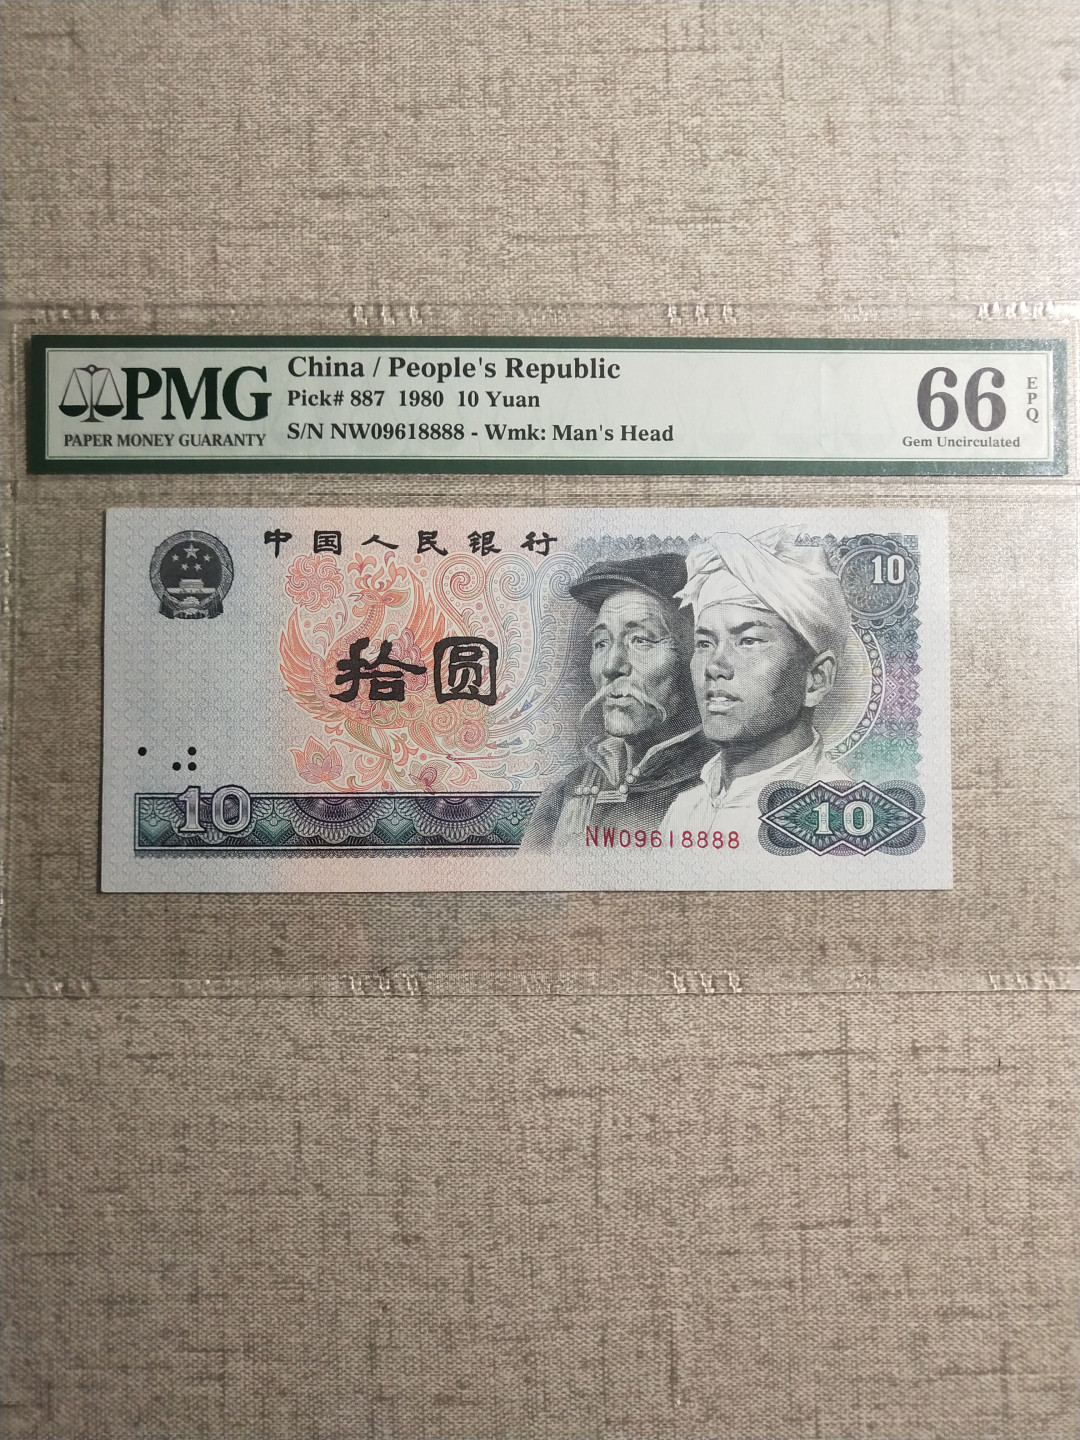 PMG
PAPER MONEY GUARANTY
China / People's Republic
Pick# 887 1980 10 Yuan
S/N NW09618888 - Wmk: Man's Head
66
EPQ
Gem Uncirculated
中国人民银行
10
拾圆
10
NW09618888
10